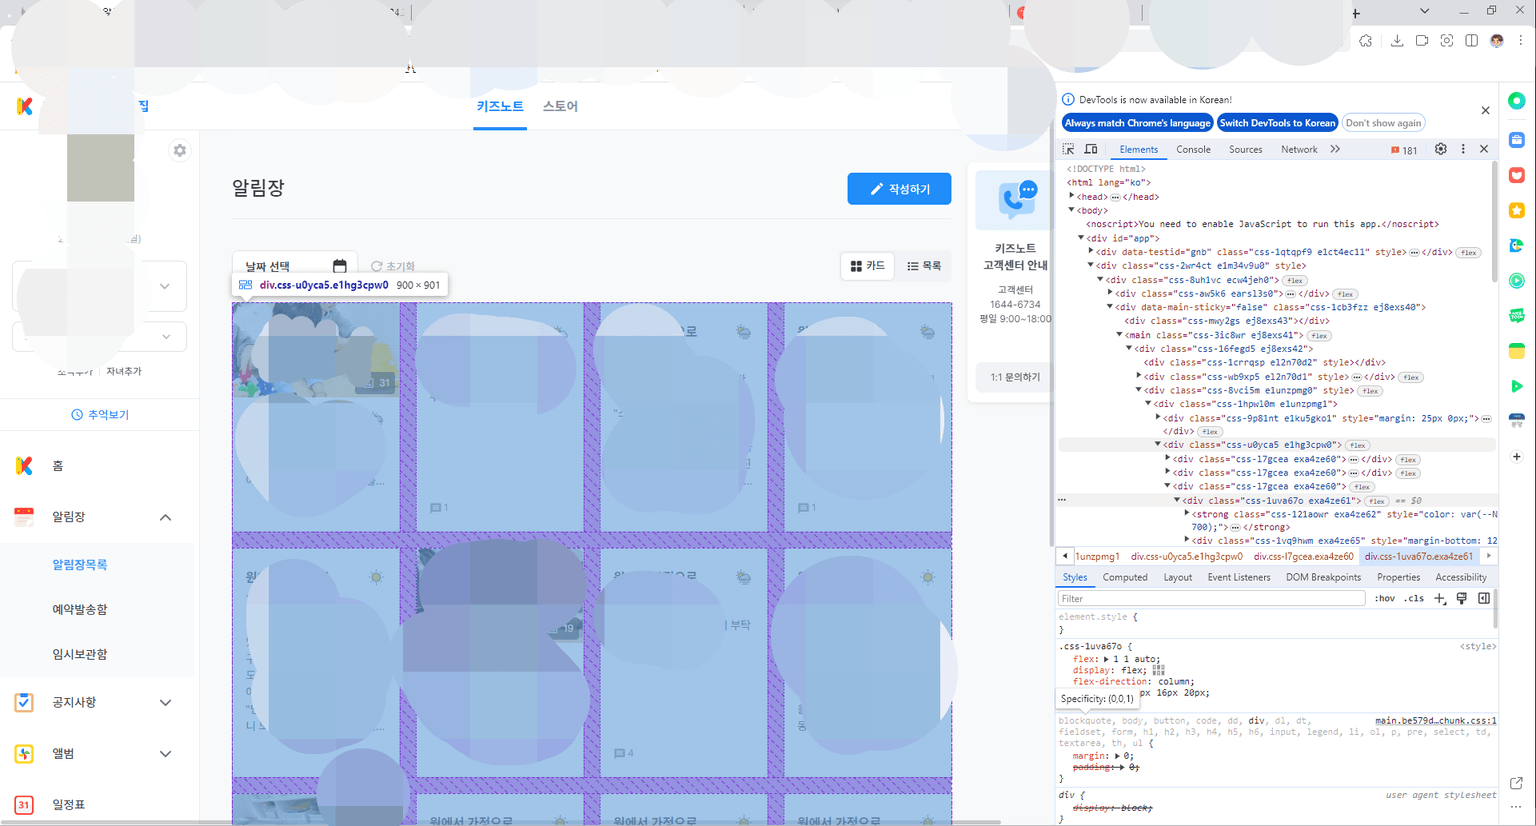 집
키즈노트
스토어
알림장
작성하기
날짜 선택
초기화
카드
목록
div.css-u0yca5.e1hg3cpw0 900 × 901
키즈노트
고객센터 안내
고객센터
1644-6734
평일 9:00~18:00
1:1 문의하기
자녀추가
추억보기
홈
알림장
알림장목록
예약발송함
임시보관함
공지사항
앨범
31
일정표
31
1
1
19
부탁
4
원에서 가정으로
원에서 가정으로
원에서 가정으로
DevTools is now available in Korean!
Always match Chrome's language
Switch DevTools to Korean
Don't show again
Elements
Console
Sources
Network
181
<!DOCTYPE html>
<html lang="ko">
<head>⋯</head>
<body>
<noscript>You need to enable JavaScript to run this app.</noscript>
<div id="app">
<div data-testid="gnb" class="css-1qtqpf9 e1ct4ec11" style>⋯</div> flex
<div class="css-2wr4ct e1m34v9u0" style>
<div class="css-8uh1vc ecw4jeh0"> flex
<div class="css-aw5k6 earsl3s0">⋯</div> flex
<div data-main-sticky="false" class="css-1cb3fzz ej8exs40">
<div class="css-mwy2gs ej8exs43"></div>
<main class="css-3ic8wr ej8exs41"> flex
<div class="css-16fegd5 ej8exs42">
<div class="css-1crrqsp el2n70d2" style></div>
<div class="css-wb9xp5 el2n70d1" style>⋯</div> flex
<div class="css-8vci5m e1unzpmg0" style> flex
<div class="css-1hpwl0m e1unzpmg1">
<div class="css-9p81nt e1ku5gko1" style="margin: 25px 0px;">⋯
</div> flex
<div class="css-u0yca5 e1hg3cpw0"> flex
<div class="css-l7gcea exa4ze60">⋯</div> flex
<div class="css-l7gcea exa4ze60">⋯</div> flex
<div class="css-l7gcea exa4ze60"> flex
<div class="css-1uva67o exa4ze61"> flex == $0
<strong class="css-121aowr exa4ze62" style="color: var(--N
700);">⋯</strong>
<div class="css-1vq9hwm exa4ze65" style="margin-bottom: 12
1unzpmg1
div.css-u0yca5.e1hg3cpw0
div.css-l7gcea.exa4ze60
div.css-1uva67o.exa4ze61
Styles
Computed
Layout
Event Listeners
DOM Breakpoints
Properties
Accessibility
Filter
:hov
.cls
element.style {
}
.css-1uva67o {
<style>
flex: 1 1 auto;
display: flex;
flex-direction: column;
px 16px 20px;
Specificity: (0,0,1)
blockquote, body, button, code, dd, div, dl, dt,
main.be579d…chunk.css:1
fieldset, form, h1, h2, h3, h4, h5, h6, input, legend, li, ol, p, pre, select, td,
textarea, th, ul {
margin: 0;
padding: 0;
}
div {
user agent stylesheet
display: block;
}